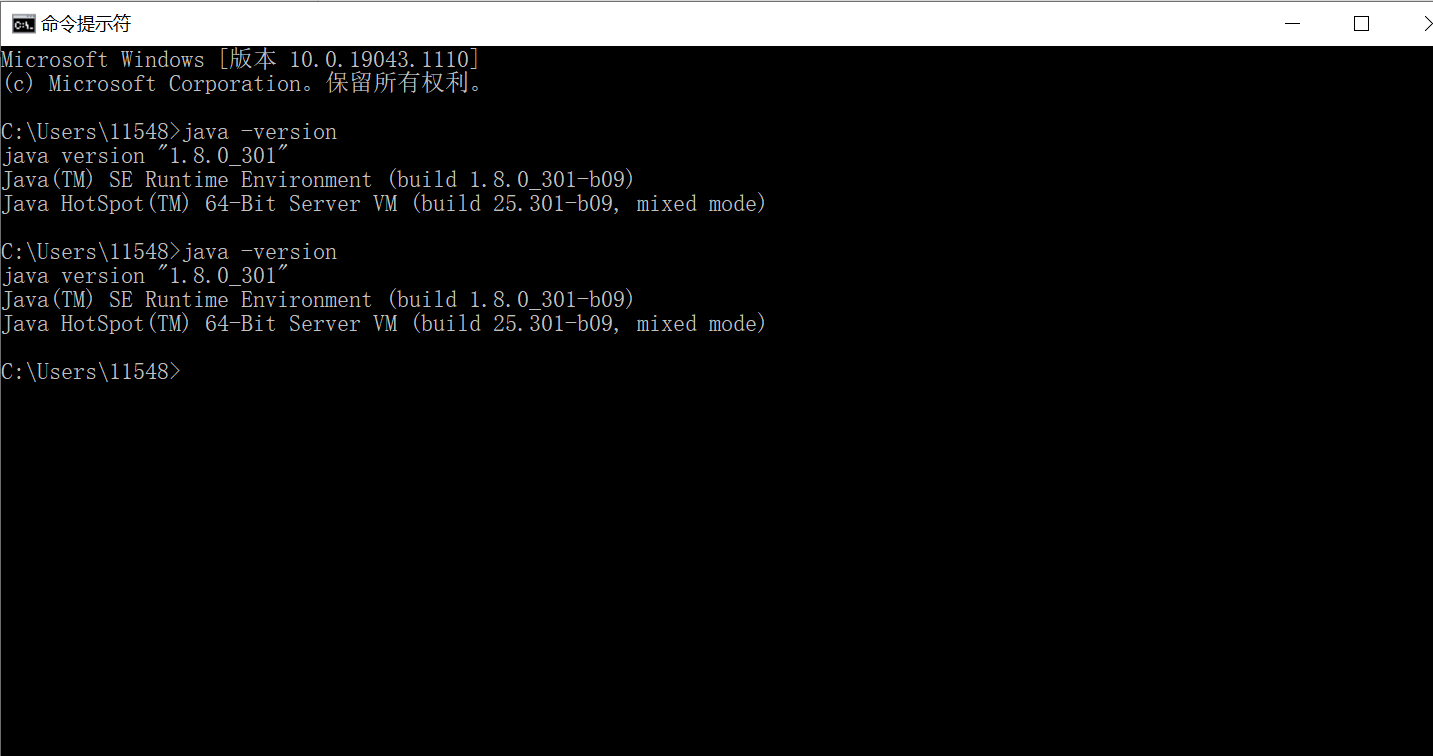 命令提示符
Microsoft Windows [版本 10.0.19043.1110]
(c) Microsoft Corporation。保留所有权利。
C:\Users\11548>java -version
java version "1.8.0_301"
Java(TM) SE Runtime Environment (build 1.8.0_301-b09)
Java HotSpot(TM) 64-Bit Server VM (build 25.301-b09, mixed mode)
C:\Users\11548>java -version
java version "1.8.0_301"
Java(TM) SE Runtime Environment (build 1.8.0_301-b09)
Java HotSpot(TM) 64-Bit Server VM (build 25.301-b09, mixed mode)
C:\Users\11548>